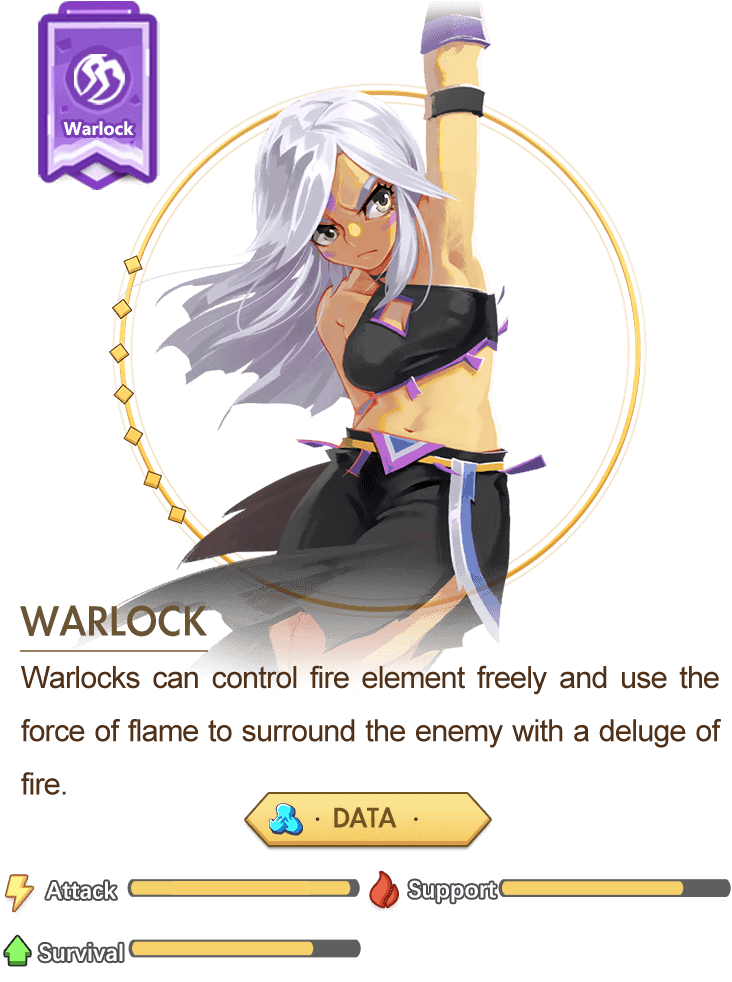 Warlock
WARLOCK
Warlocks can control fire element freely and use the
force of flame to surround the enemy with a deluge of
fire.
· DATA ·
Attack
Support
Survival